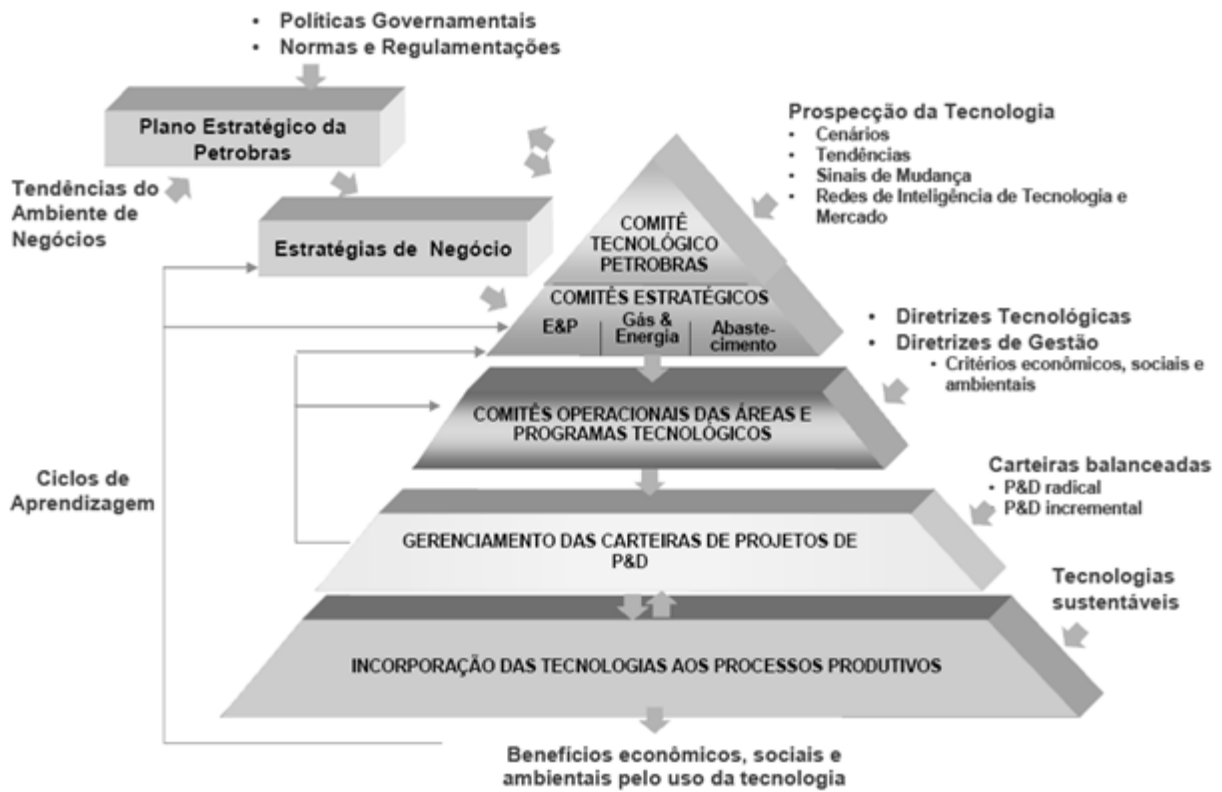 • Políticas Governamentais
• Normas e Regulamentações
Plano Estratégico da
Petrobras
Tendências do
Ambiente de
Negócios
Estratégias de Negócio
Prospecção da Tecnologia
• Cenários
• Tendências
• Sinais de Mudança
• Redes de Inteligência de Tecnologia e
Mercado
COMITÊ
TECNOLÓGICO
PETROBRAS
COMITÊS ESTRATÉGICOS
E&P
Gás &
Energia
Abaste-
cimento
• Diretrizes Tecnológicas
• Diretrizes de Gestão
• Critérios econômicos, sociais e
ambientais
COMITÊS OPERACIONAIS DAS ÁREAS E
PROGRAMAS TECNOLÓGICOS
Ciclos de
Aprendizagem
Carteiras balanceadas
• P&D radical
• P&D incremental
GERENCIAMENTO DAS CARTEIRAS DE PROJETOS DE
P&D
Tecnologias
sustentáveis
INCORPORAÇÃO DAS TECNOLOGIAS AOS PROCESSOS PRODUTIVOS
Benefícios econômicos, sociais e
ambientais pelo uso da tecnologia